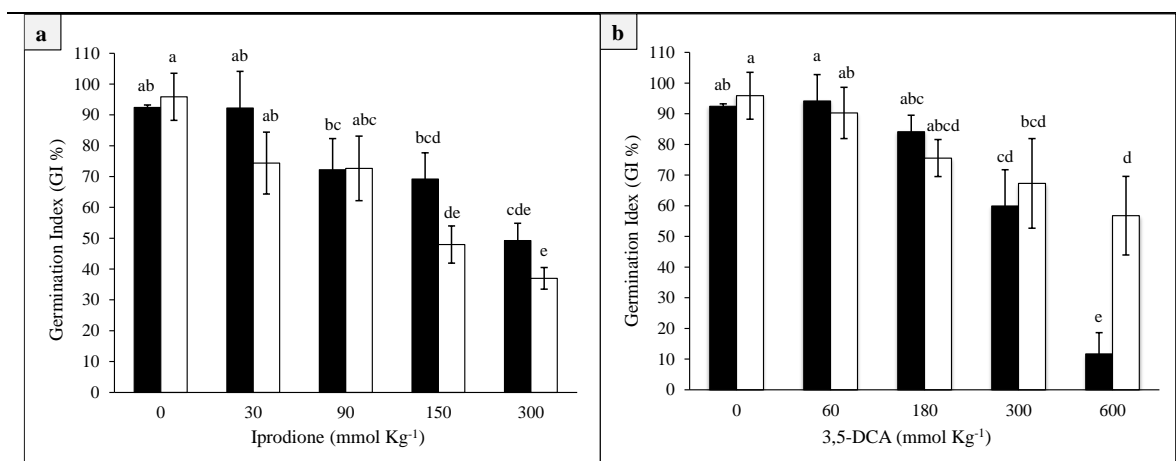 a
Germination Index (GI %)
110
100
90
80
70
60
50
40
30
20
10
0
ab a
ab ab
bc abc
bcd de
cde e
0 30 90 150 300
Iprodione (mmol Kg-1)
b
Germination Idex (GI %)
110
100
90
80
70
60
50
40
30
20
10
0
ab a
a ab
abc abcd
cd bcd
e d
0 60 180 300 600
3,5-DCA (mmol Kg-1)